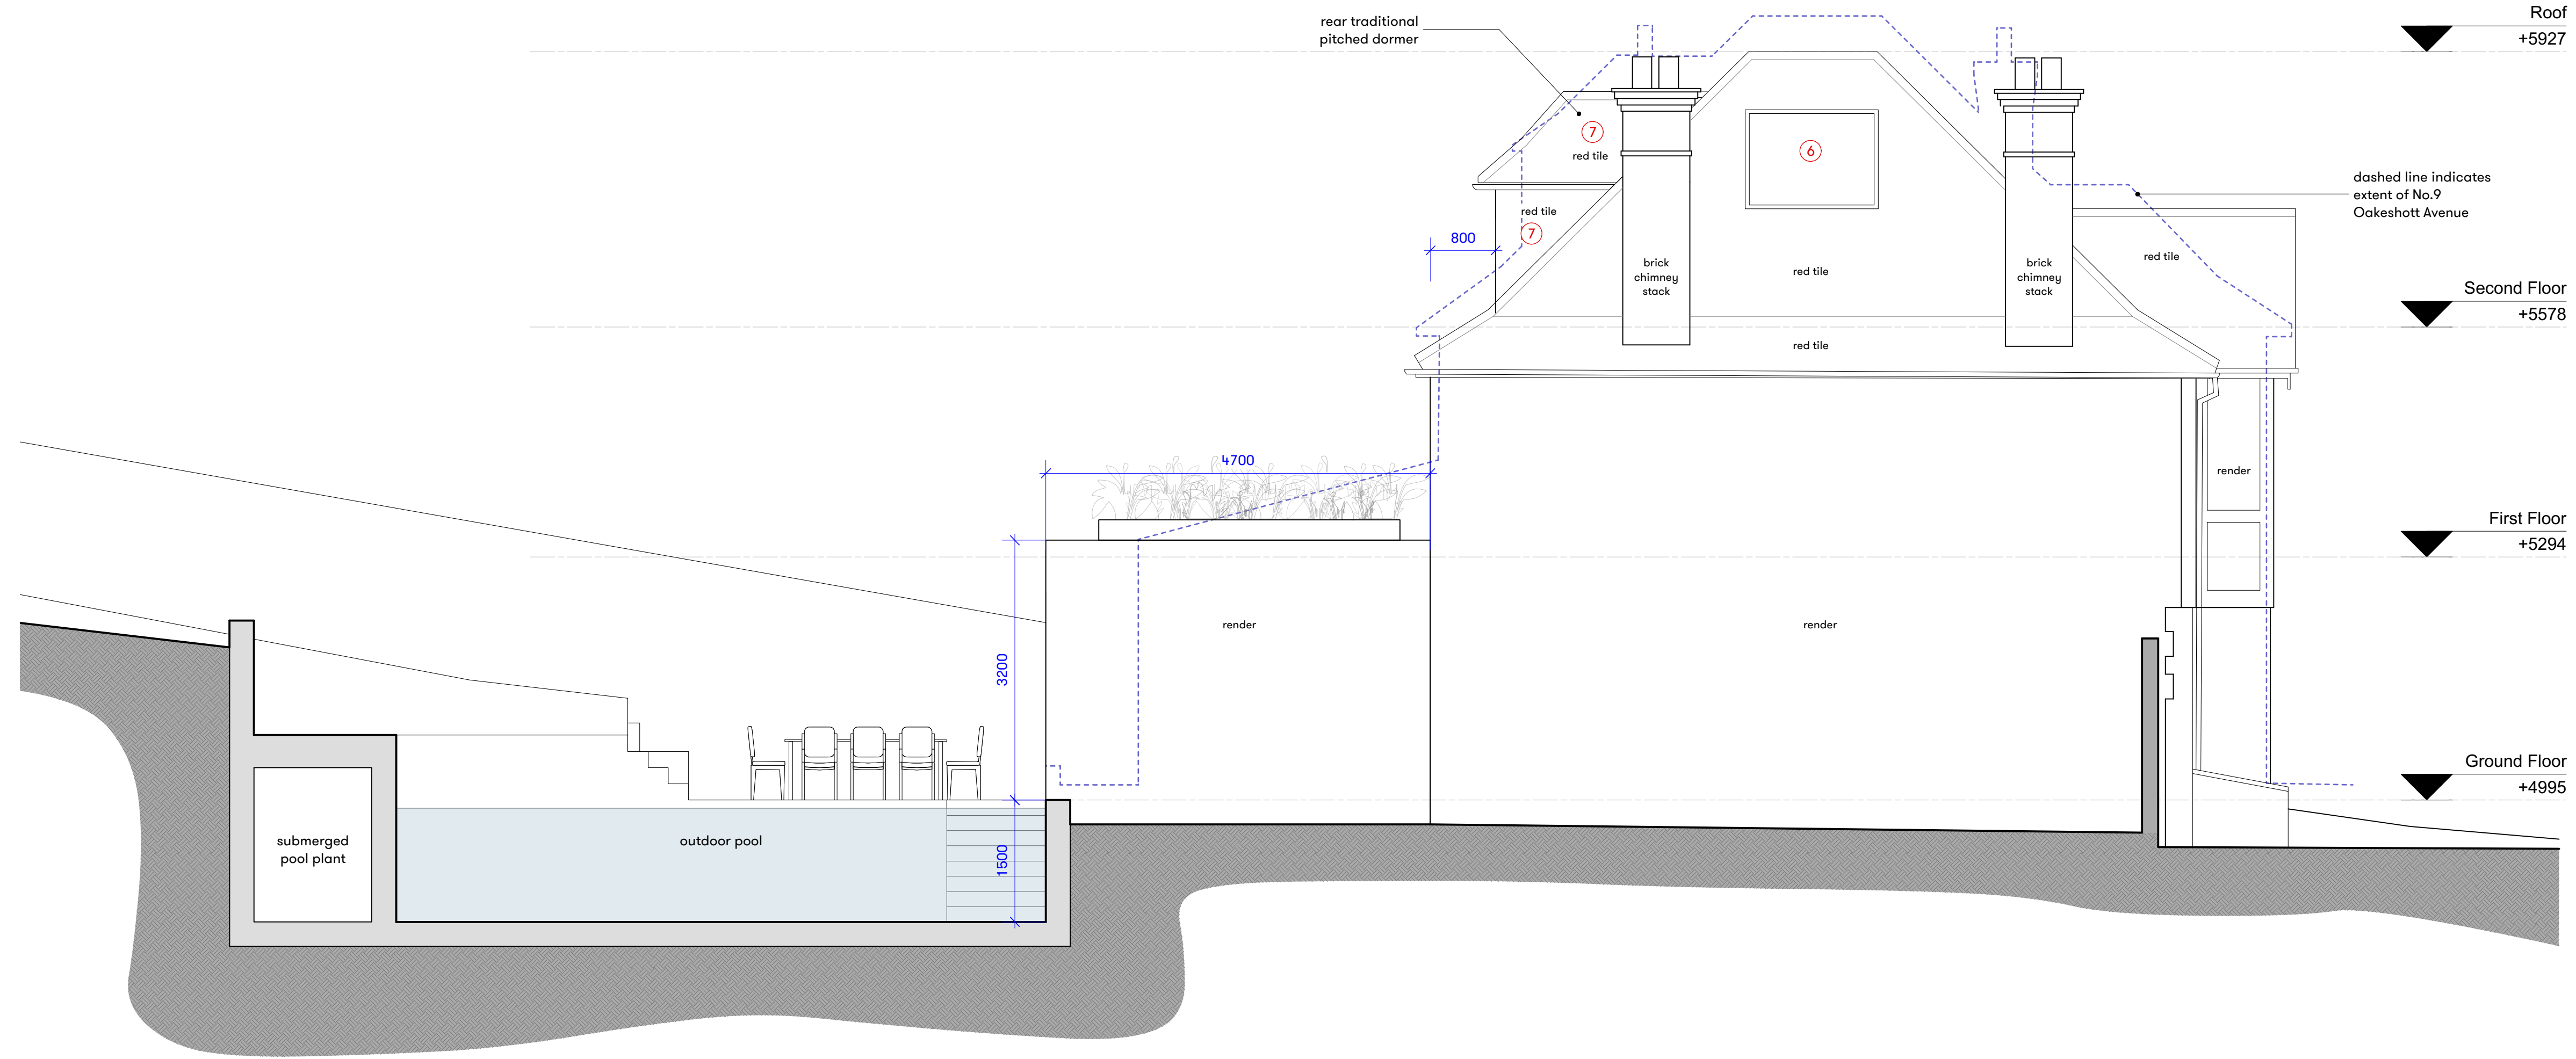 rear traditional
pitched dormer
Roof
+5927
7
red tile
6
red tile
7
800
dashed line indicates
extent of No.9
Oakeshott Avenue
brick
chimney
stack
red tile
brick
chimney
stack
red tile
Second Floor
+5578
red tile
4700
render
First Floor
+5294
render
render
3200
Ground Floor
+4995
submerged
pool plant
outdoor pool
1500